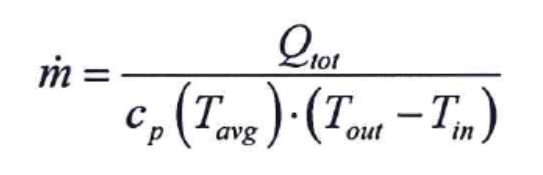 ṁ = Q_tot / (c_p (T_avg) · (T_out − T_in))